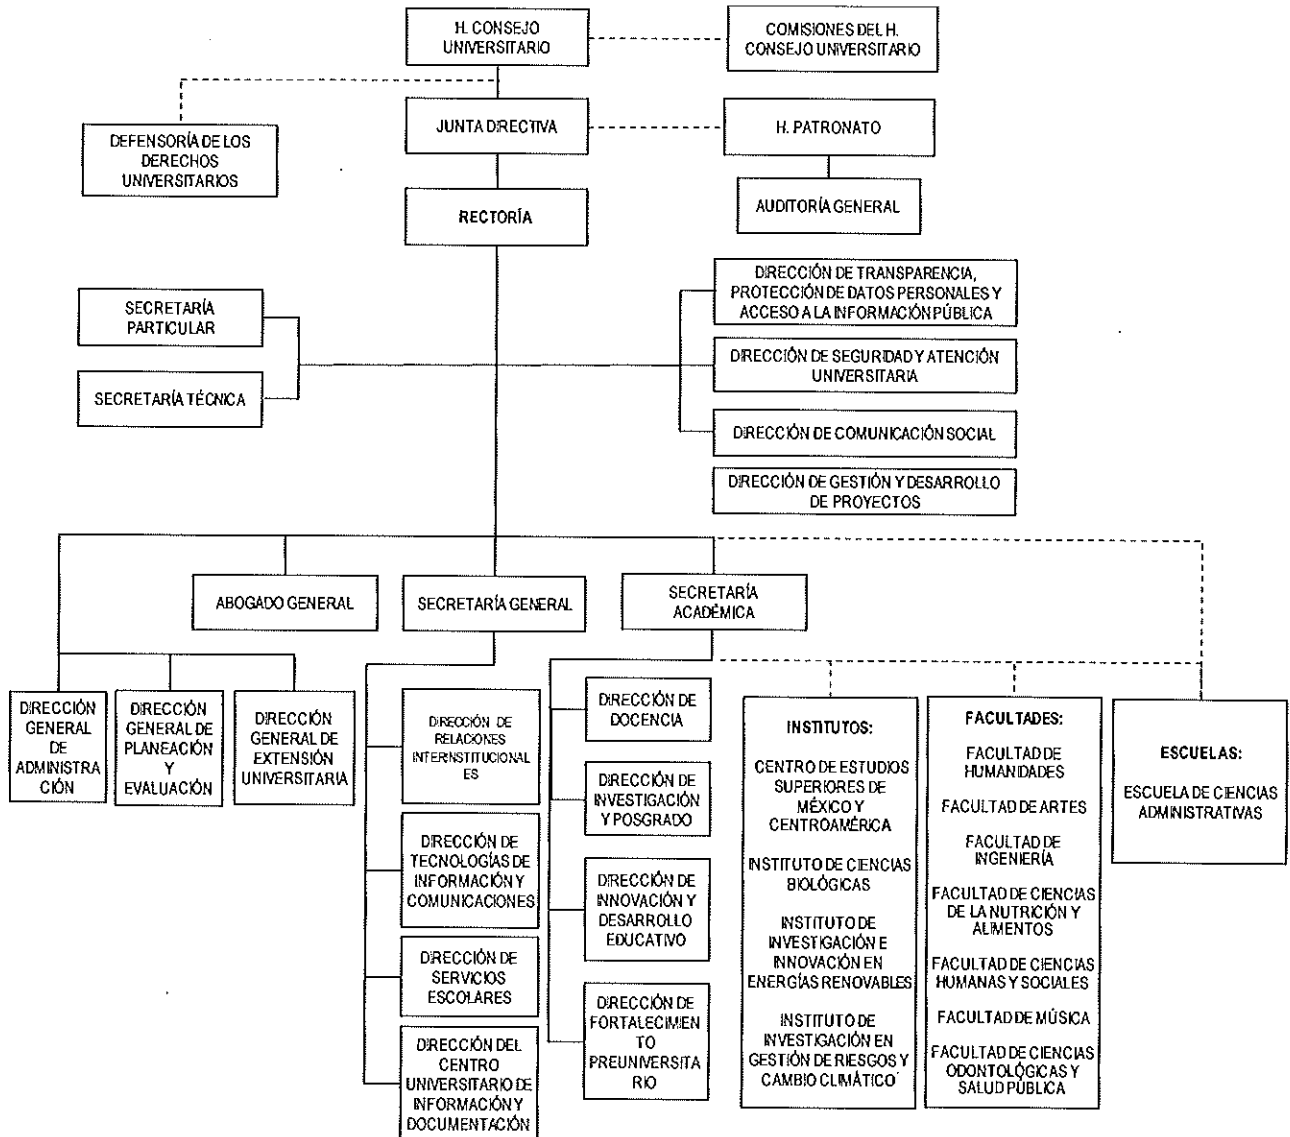 H. CONSEJO
UNIVERSITARIO
COMISIONES DEL H.
CONSEJO UNIVERSITARIO
JUNTA DIRECTIVA
H. PATRONATO
DEFENSORÍA DE LOS
DERECHOS
UNIVERSITARIOS
RECTORÍA
AUDITORÍA GENERAL
SECRETARÍA
PARTICULAR
SECRETARÍA TÉCNICA
DIRECCIÓN DE TRANSPARENCIA,
PROTECCIÓN DE DATOS PERSONALES Y
ACCESO A LA INFORMACIÓN PÚBLICA
DIRECCIÓN DE SEGURIDAD Y ATENCIÓN
UNIVERSITARIA
DIRECCIÓN DE COMUNICACIÓN SOCIAL
DIRECCIÓN DE GESTIÓN Y DESARROLLO
DE PROYECTOS
ABOGADO GENERAL
SECRETARÍA GENERAL
SECRETARÍA
ACADÉMICA
DIRECCIÓN
GENERAL
DE
ADMINISTRA
CIÓN
DIRECCIÓN
GENERAL DE
PLANEACIÓN
Y
EVALUACIÓN
DIRECCIÓN
GENERAL DE
EXTENSIÓN
UNIVERSITARIA
DIRECCIÓN DE
RELACIONES
INTERNSTITUCIONAL
ES
DIRECCIÓN DE
TECNOLOGÍAS DE
INFORMACIÓN Y
COMUNICACIONES
DIRECCIÓN DE
SERVICIOS
ESCOLARES
DIRECCIÓN DEL
CENTRO
UNIVERSITARIO DE
INFORMACIÓN Y
DOCUMENTACIÓN
DIRECCIÓN DE
DOCENCIA
DIRECCIÓN DE
INVESTIGACIÓN
Y POSGRADO
DIRECCIÓN DE
INNOVACIÓN Y
DESARROLLO
EDUCATIVO
DIRECCIÓN DE
FORTALECIMIEN
TO
PREUNIVERSITA
RIO
INSTITUTOS:
CENTRO DE ESTUDIOS
SUPERIORES DE
MÉXICO Y
CENTROAMÉRICA
INSTITUTO DE CIENCIAS
BIOLÓGICAS
INSTITUTO DE
INVESTIGACIÓN E
INNOVACIÓN EN
ENERGÍAS RENOVABLES
INSTITUTO DE
INVESTIGACIÓN EN
GESTIÓN DE RIESGOS Y
CAMBIO CLIMÁTICO
FACULTADES:
FACULTAD DE
HUMANIDADES
FACULTAD DE ARTES
FACULTAD DE
INGENIERÍA
FACULTAD DE CIENCIAS
DE LA NUTRICIÓN Y
ALIMENTOS
FACULTAD DE CIENCIAS
HUMANAS Y SOCIALES
FACULTAD DE MÚSICA
FACULTAD DE CIENCIAS
ODONTOLÓGICAS Y
SALUD PÚBLICA
ESCUELAS:
ESCUELA DE CIENCIAS
ADMINISTRATIVAS